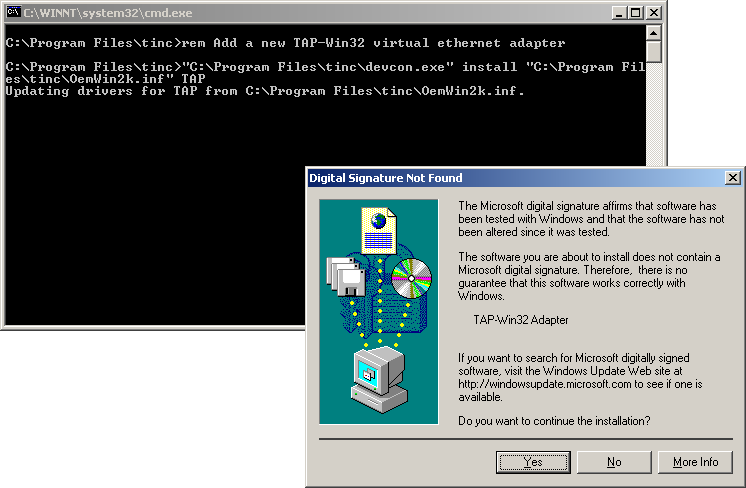 C:\WINNT\system32\cmd.exe
C:\Program Files\tinc>rem Add a new TAP-Win32 virtual ethernet adapter
C:\Program Files\tinc>"C:\Program Files\tinc\devcon.exe" install "C:\Program Fil
es\tinc\OemWin2k.inf" TAP
Updating drivers for TAP from C:\Program Files\tinc\OemWin2k.inf.
Digital Signature Not Found
The Microsoft digital signature affirms that software has
been tested with Windows and that the software has not
been altered since it was tested.
The software you are about to install does not contain a
Microsoft digital signature. Therefore, there is no
guarantee that this software works correctly with
Windows.
TAP-Win32 Adapter
If you want to search for Microsoft digitally signed
software, visit the Windows Update Web site at
http://windowsupdate.microsoft.com to see if one is
available.
Do you want to continue the installation?
Yes No More Info